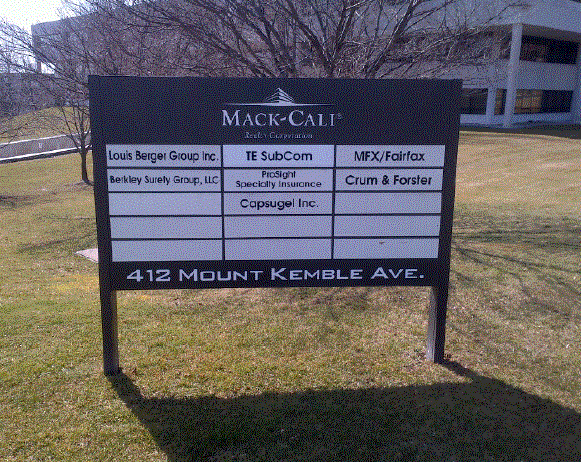 MACK-CALI®
Realty Corporation
Louis Berger Group Inc.
TE SubCom
MFX/Fairfax
Berkley Surety Group, LLC
ProSight
Specialty Insurance
Crum & Forster
Capsugel Inc.
412 MOUNT KEMBLE AVE.